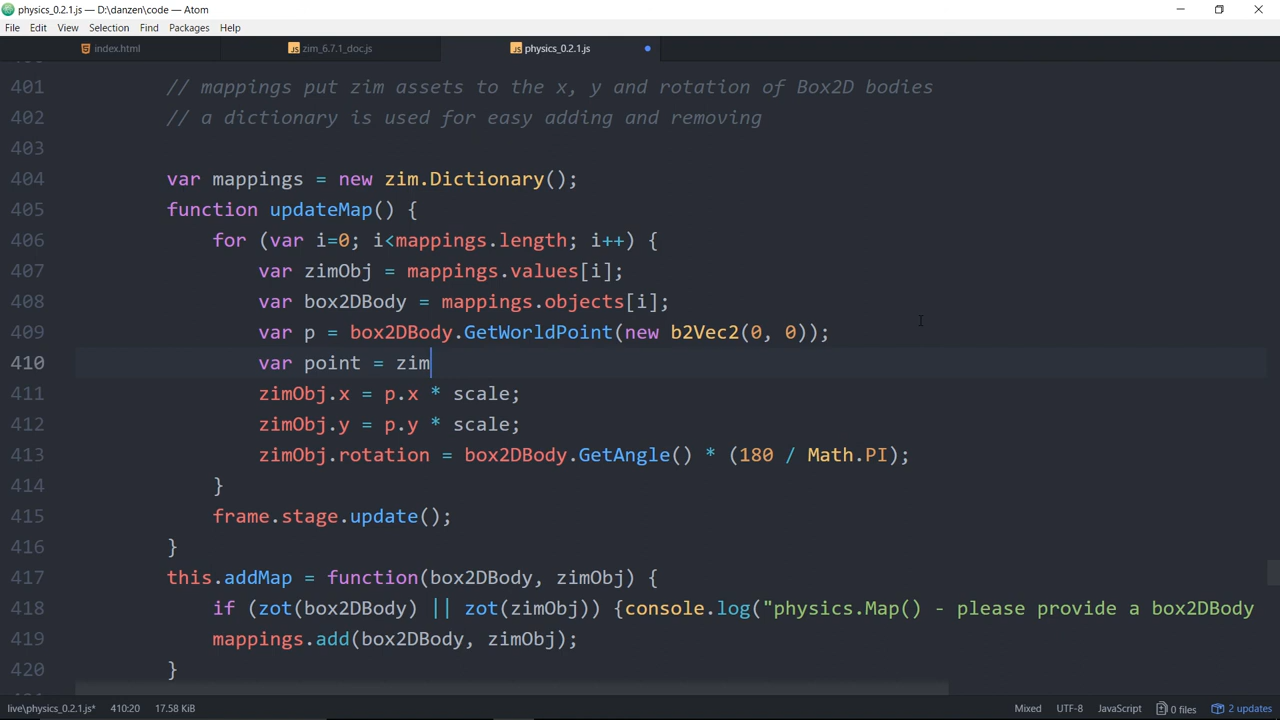 physics_0.2.1.js — D:\danzen\code — Atom
File Edit View Selection Find Packages Help
index.html zim_6.7.1_doc.js physics_0.2.1.js
401 // mappings put zim assets to the x, y and rotation of Box2D bodies
402 // a dictionary is used for easy adding and removing
403
404 var mappings = new zim.Dictionary();
405 function updateMap() {
406 for (var i=0; i<mappings.length; i++) {
407 var zimObj = mappings.values[i];
408 var box2DBody = mappings.objects[i];
409 var p = box2DBody.GetWorldPoint(new b2Vec2(0, 0));
410 var point = zim
411 zimObj.x = p.x * scale;
412 zimObj.y = p.y * scale;
413 zimObj.rotation = box2DBody.GetAngle() * (180 / Math.PI);
414 }
415 frame.stage.update();
416 }
417 this.addMap = function(box2DBody, zimObj) {
418 if (zot(box2DBody) || zot(zimObj)) {console.log("physics.Map() - please provide a box2DBody
419 mappings.add(box2DBody, zimObj);
420 }
live\physics_0.2.1.js* 410:20 17.58 KiB Mixed UTF-8 JavaScript 0 files 2 updates